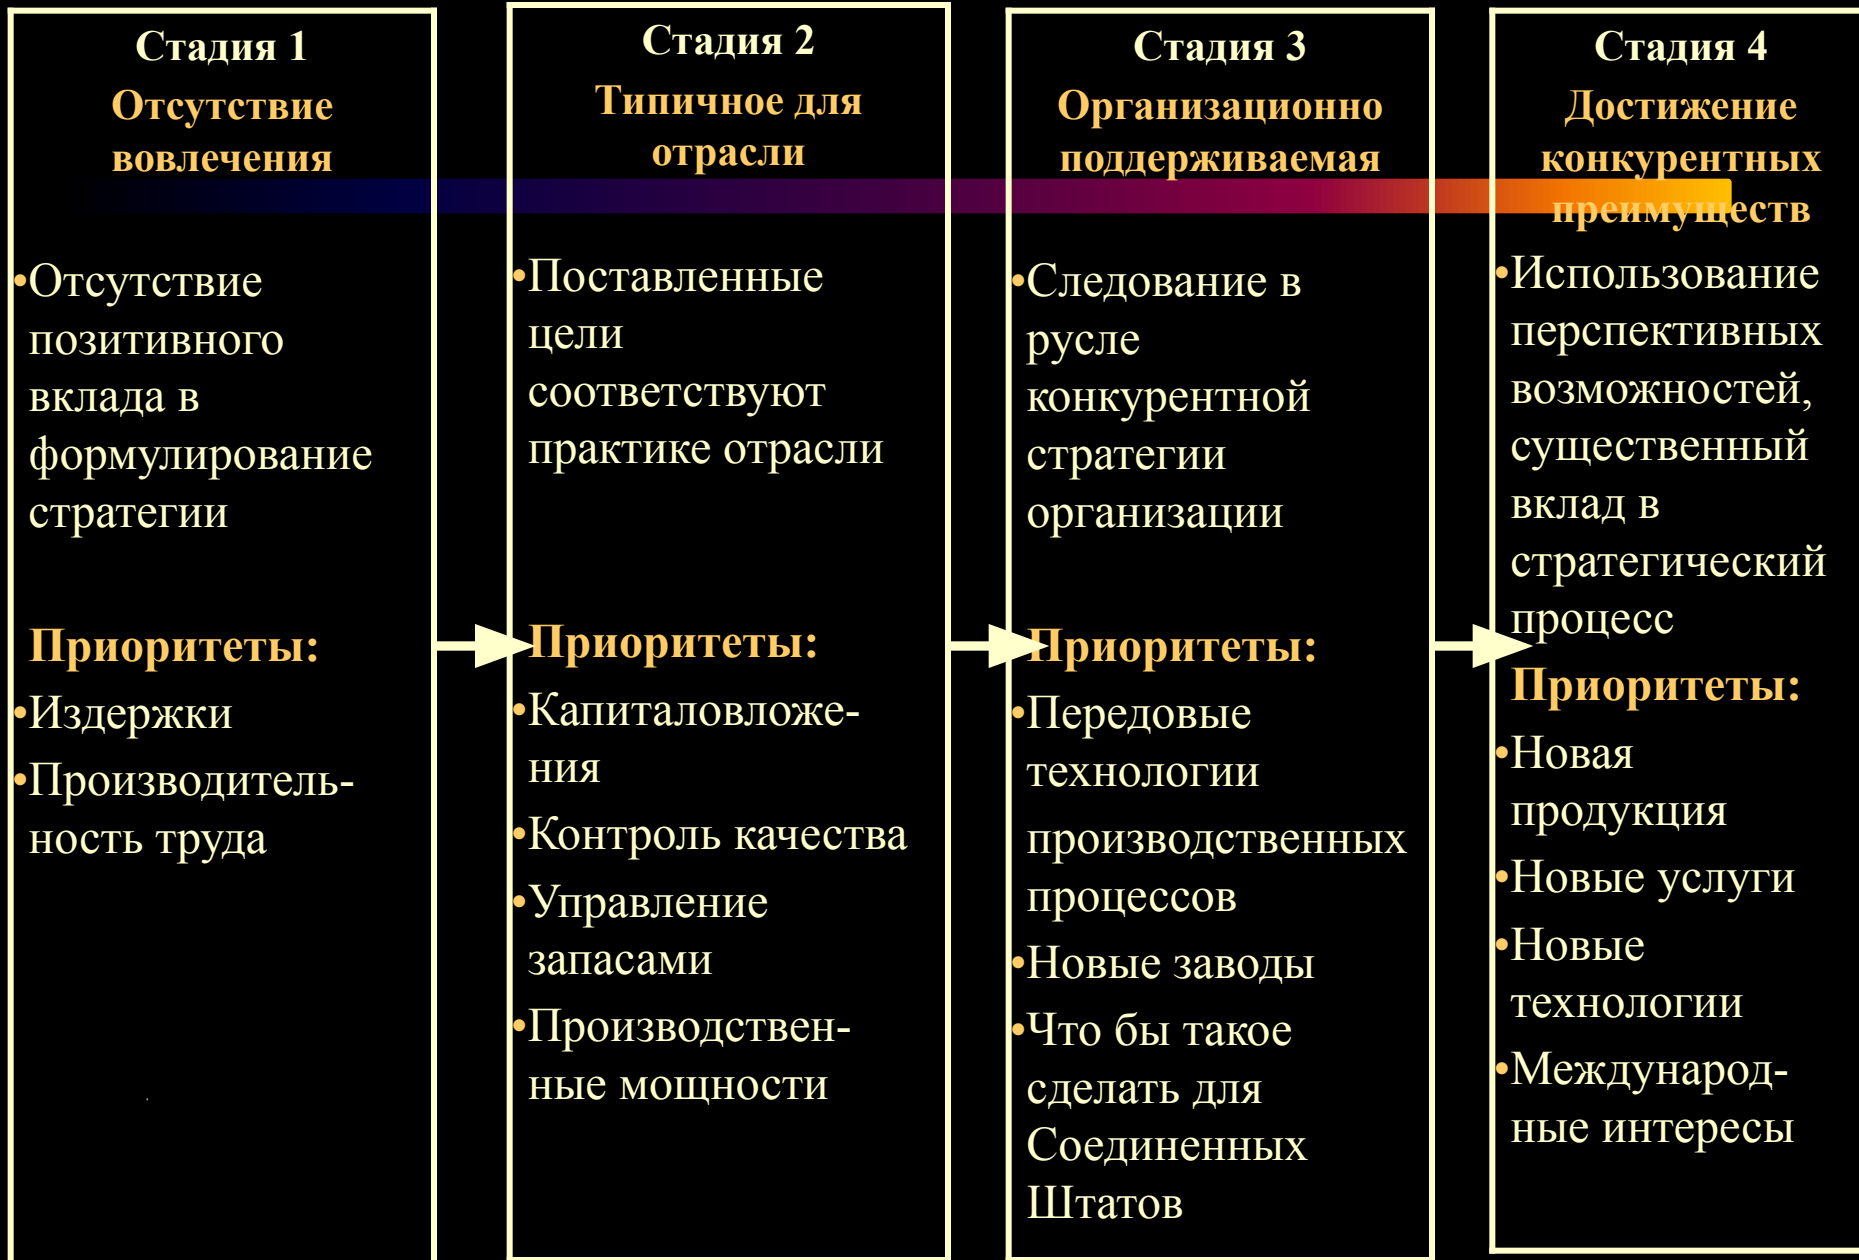 Стадия 1
Отсутствие
вовлечения
•Отсутствие
позитивного
вклада в
формулирование
стратегии
Приоритеты:
•Издержки
•Производитель-
ность труда
Стадия 2
Типичное для
отрасли
•Поставленные
цели
соответствуют
практике отрасли
Приоритеты:
•Капиталовложе-
ния
•Контроль качества
•Управление
запасами
•Производствен-
ные мощности
Стадия 3
Организационно
поддерживаемая
•Следование в
русле
конкурентной
стратегии
организации
Приоритеты:
•Передовые
технологии
производственных
процессов
•Новые заводы
•Что бы такое
сделать для
Соединенных
Штатов
Стадия 4
Достижение
конкурентных
преимуществ
•Использование
перспективных
возможностей,
существенный
вклад в
стратегический
процесс
Приоритеты:
•Новая
продукция
•Новые услуги
•Новые
технологии
•Международ-
ные интересы